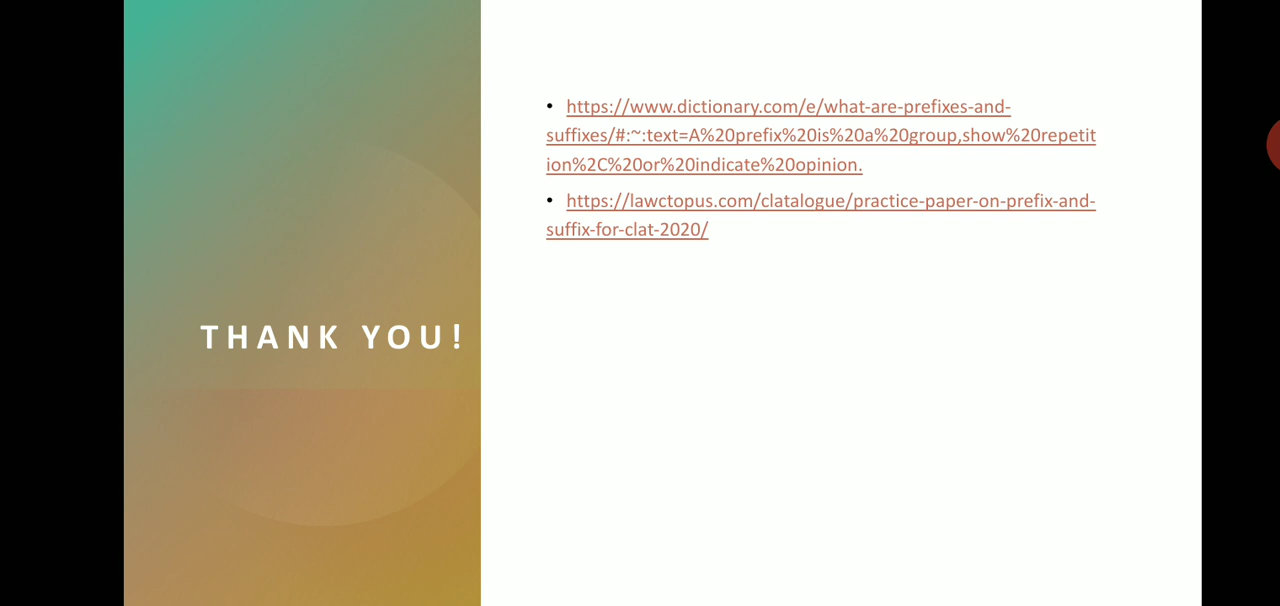 THANK YOU!
• https://www.dictionary.com/e/what-are-prefixes-and-
suffixes/#:~:text=A%20prefix%20is%20a%20group,show%20repetit
ion%2C%20or%20indicate%20opinion.
• https://lawctopus.com/clatalogue/practice-paper-on-prefix-and-
suffix-for-clat-2020/